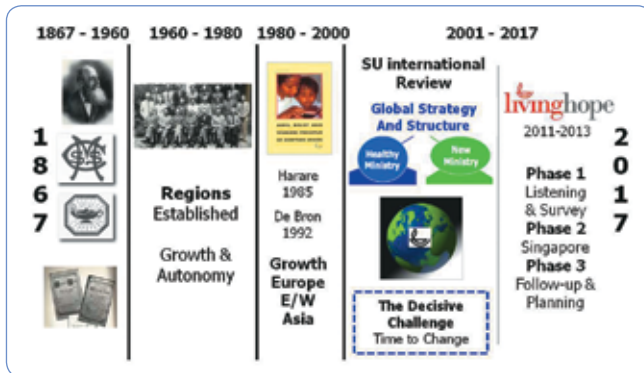 1867 - 1960
1960 - 1980
1980 - 2000
2001 - 2017
1
8
6
7
Regions
Established
Growth &
Autonomy
Harare
1985
De Bron
1992
Growth
Europe
E/W
Asia
SU international
Review
Global Strategy
And Structure
Healthy
Ministry
New
Ministry
The Decisive
Challenge
Time to Change
livinghope
2011-2013
Phase 1
Listening
& Survey
Phase 2
Singapore
Phase 3
Follow-up &
Planning
2
0
1
7